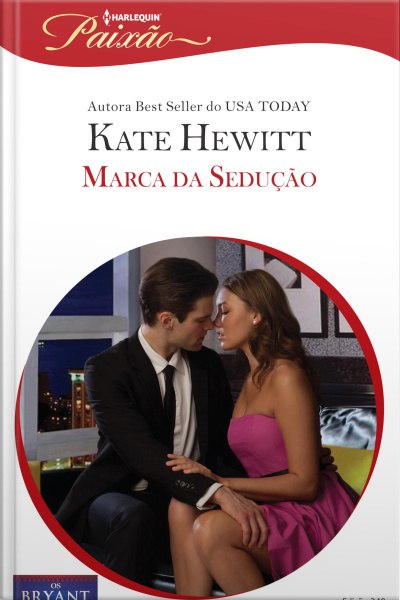 HARLEQUIN
Paixão
Autora Best Seller do USA TODAY
KATE HEWITT
MARCA DA SEDUÇÃO
OS
BRYANT